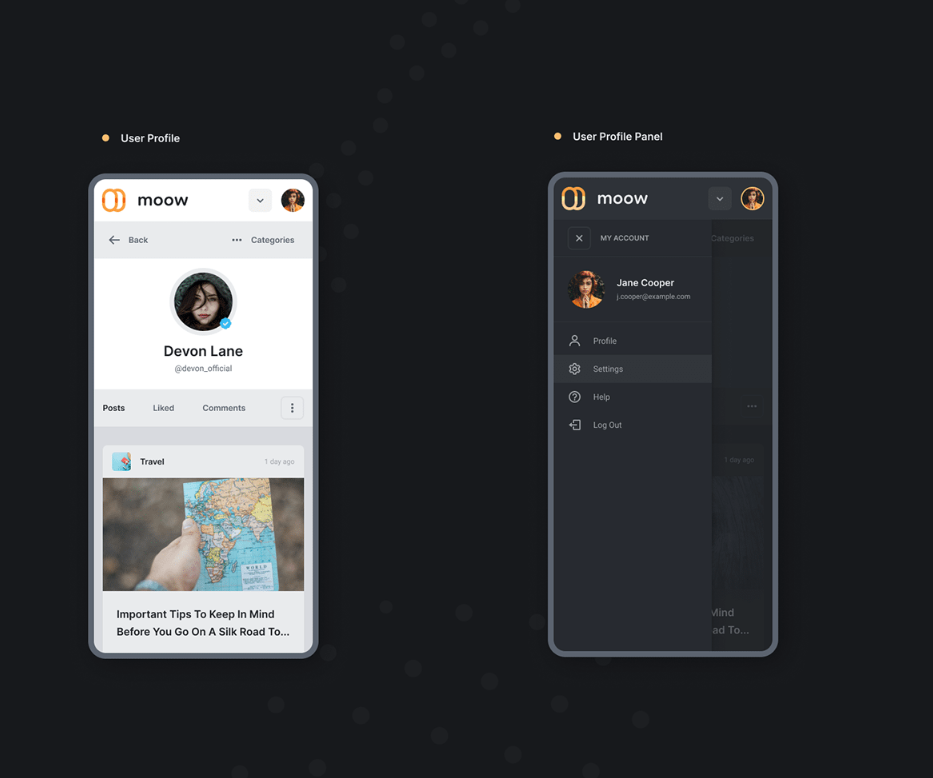 User Profile
moow
Back
Categories
Devon Lane
@devon_official
Posts
Liked
Comments
Travel
1 day ago
WORLD
Important Tips To Keep In Mind
Before You Go On A Silk Road To...
User Profile Panel
moow
MY ACCOUNT
Categories
Jane Cooper
j.cooper@example.com
Profile
Settings
Help
Log Out
1 day ago
Mind
ad To...